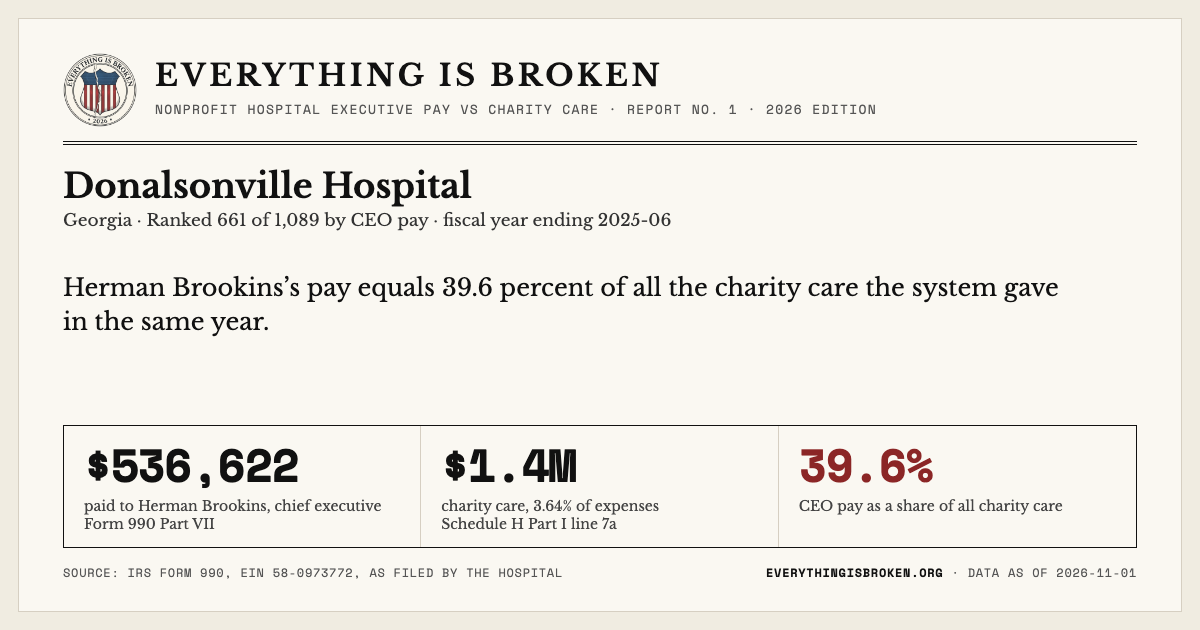 EVERYTHING IS BROKEN
· 2026 ·
EVERYTHING IS BROKEN
NONPROFIT HOSPITAL EXECUTIVE PAY VS CHARITY CARE · REPORT NO. 1 · 2026 EDITION
Donalsonville Hospital
Georgia · Ranked 661 of 1,089 by CEO pay · fiscal year ending 2025-06
Herman Brookins’s pay equals 39.6 percent of all the charity care the system gave
in the same year.
$536,622
paid to Herman Brookins, chief executive
Form 990 Part VII
$1.4M
charity care, 3.64% of expenses
Schedule H Part I line 7a
39.6%
CEO pay as a share of all charity care
SOURCE: IRS FORM 990, EIN 58-0973772, AS FILED BY THE HOSPITAL
EVERYTHINGISBROKEN.ORG · DATA AS OF 2026-11-01